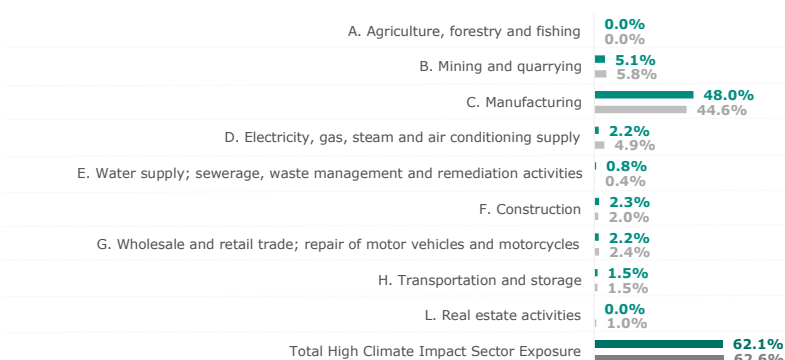 A. Agriculture, forestry and fishing 0.0%
0.0%
B. Mining and quarrying 5.1%
5.8%
C. Manufacturing 48.0%
44.6%
D. Electricity, gas, steam and air conditioning supply 2.2%
4.9%
E. Water supply; sewerage, waste management and remediation activities 0.8%
0.4%
F. Construction 2.3%
2.0%
G. Wholesale and retail trade; repair of motor vehicles and motorcycles 2.2%
2.4%
H. Transportation and storage 1.5%
1.5%
L. Real estate activities 0.0%
1.0%
Total High Climate Impact Sector Exposure 62.1%
62.6%